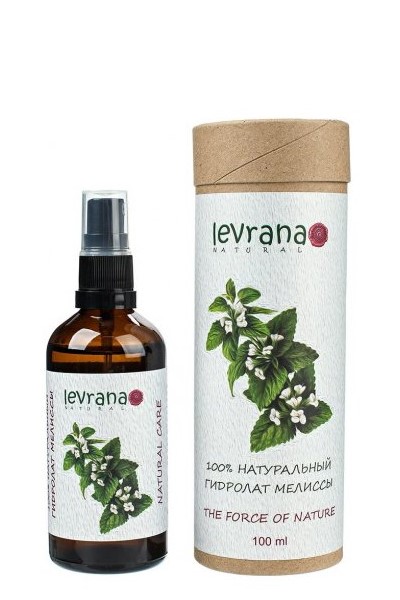 levrana
NATURAL
100% НАТУРАЛЬНЫЙ
ГИДРОЛАТ МЕЛИССЫ
THE FORCE OF NATURE
100 ml
levrana
NATURAL
ГИДРОЛАТ МЕЛИССЫ
NATURAL CARE